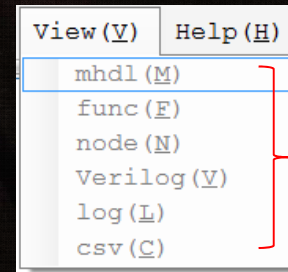 View(V) Help(H)
mhdl(M)
func(F)
node(N)
Verilog(V)
log(L)
csv(C)